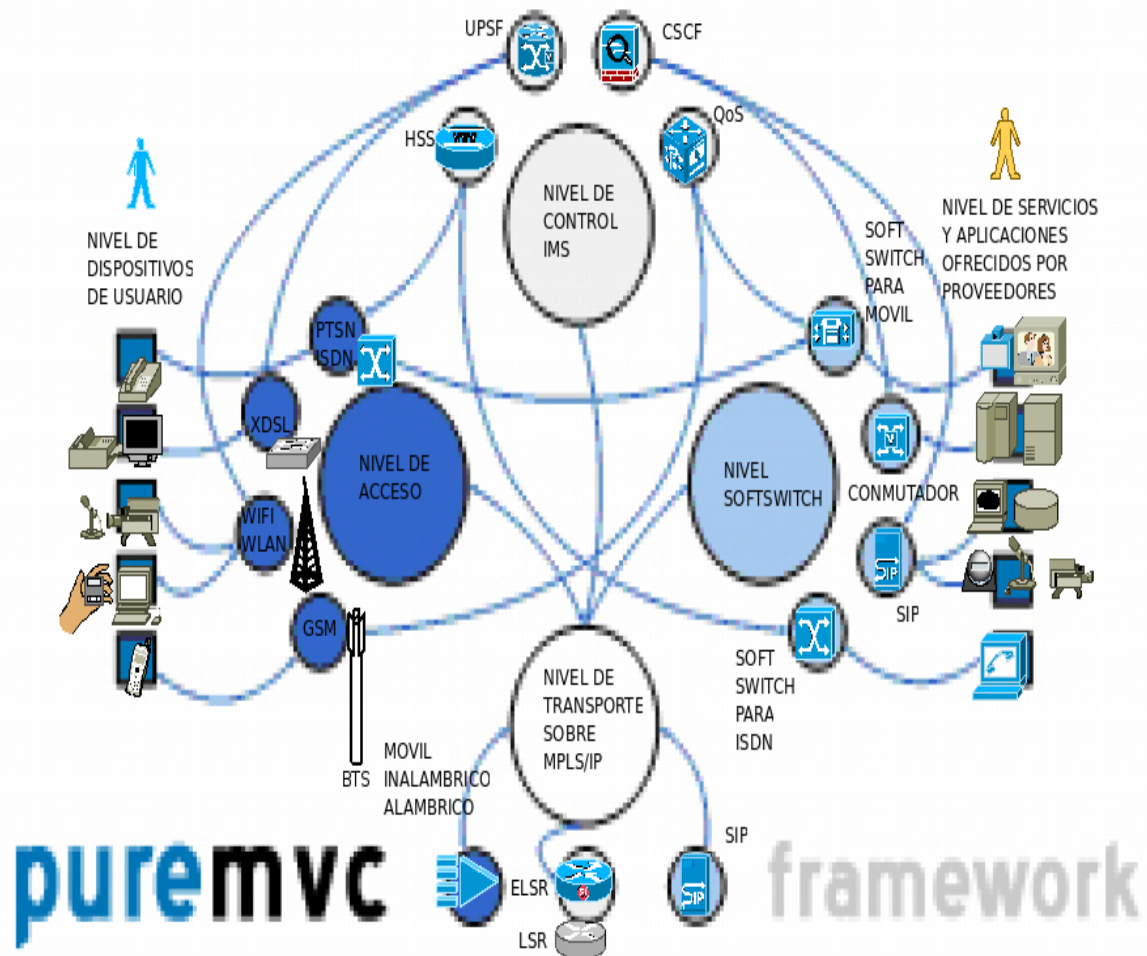 UPSF
CSCF
HSS
QoS
NIVEL DE
CONTROL
IMS
NIVEL DE
DISPOSITIVOS
DE USUARIO
SOFT
SWITCH
PARA
MOVIL
NIVEL DE SERVICIOS
Y APLICACIONES
OFRECIDOS POR
PROVEEDORES
PTSN
ISDN
XDSL
NIVEL DE
ACCESO
NIVEL
SOFTSWITCH
V
CONMUTADOR
WIFI
WLAN
SIP
SIP
GSM
SOFT
SWITCH
PARA
ISDN
NIVEL DE
TRANSPORTE
SOBRE
MPLS/IP
BTS
MOVIL
INALAMBRICO
ALAMBRICO
SIP
SIP
ELSR
LSR
puremvc
framework